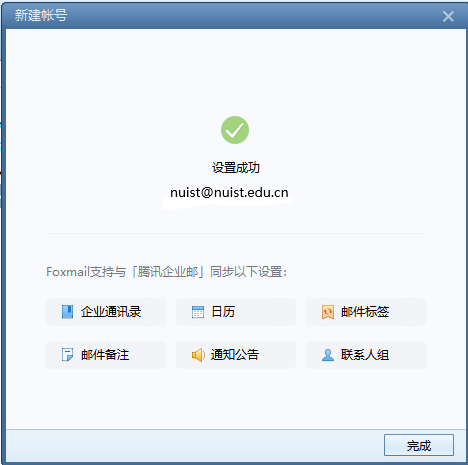 新建帐号
设置成功
nuist@nuist.edu.cn
Foxmail支持与「腾讯企业邮」同步以下设置：
企业通讯录 日历 邮件标签
邮件备注 通知公告 联系人组
完成